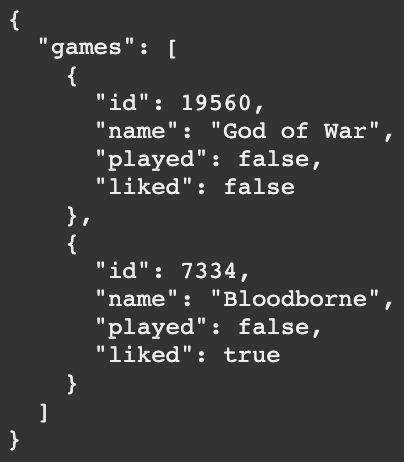 {
  "games": [
    {
      "id": 19560,
      "name": "God of War",
      "played": false,
      "liked": false
    },
    {
      "id": 7334,
      "name": "Bloodborne",
      "played": false,
      "liked": true
    }
  ]
}